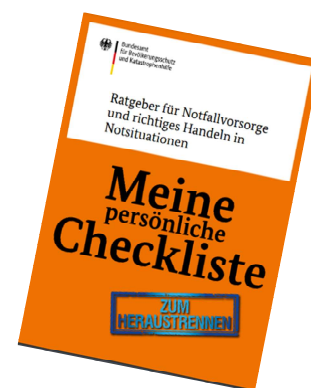 Bundesamt
für Bevölkerungsschutz
und Katastrophenhilfe
Ratgeber für Notfallvorsorge
und richtiges Handeln in
Notsituationen
Meine
persönliche
Checkliste
ZUM
HERAUSTRENNEN